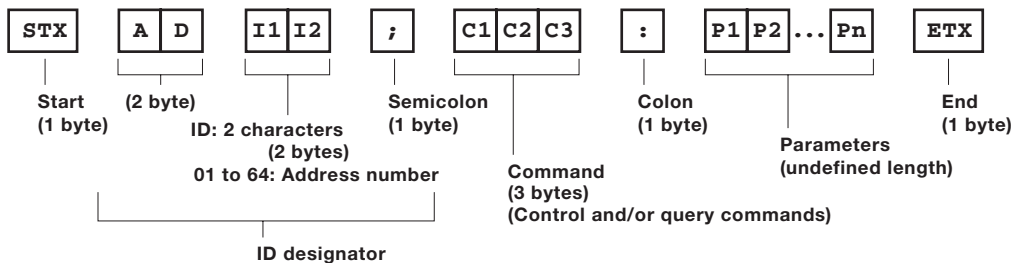 STX A D I1 I2 ; C1 C2 C3 : P1 P2 ... Pn ETX
Start (2 byte) Semicolon Colon End
(1 byte) (1 byte) (1 byte) (1 byte)
ID: 2 characters
(2 bytes)
01 to 64: Address number
Parameters
(undefined length)
Command
(3 bytes)
(Control and/or query commands)
ID designator